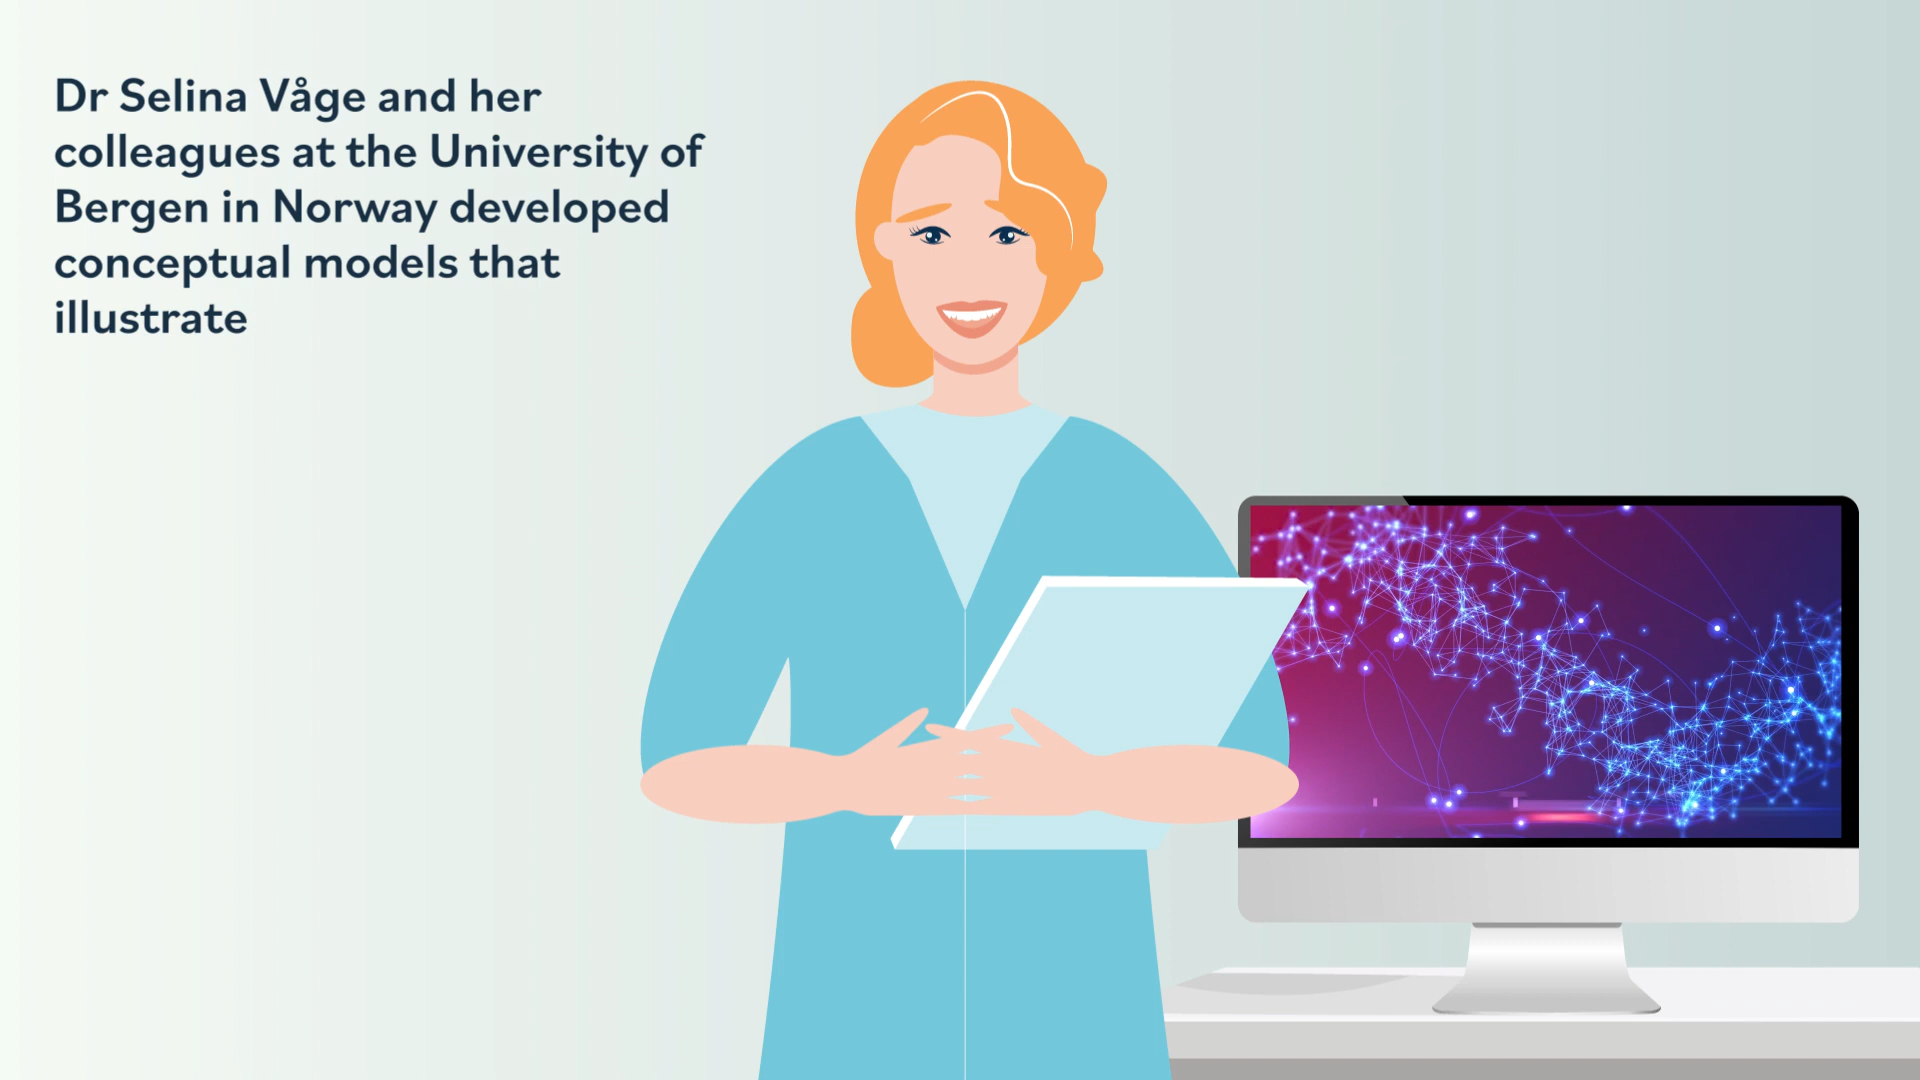 Dr Selina Våge and her
colleagues at the University of
Bergen in Norway developed
conceptual models that
illustrate